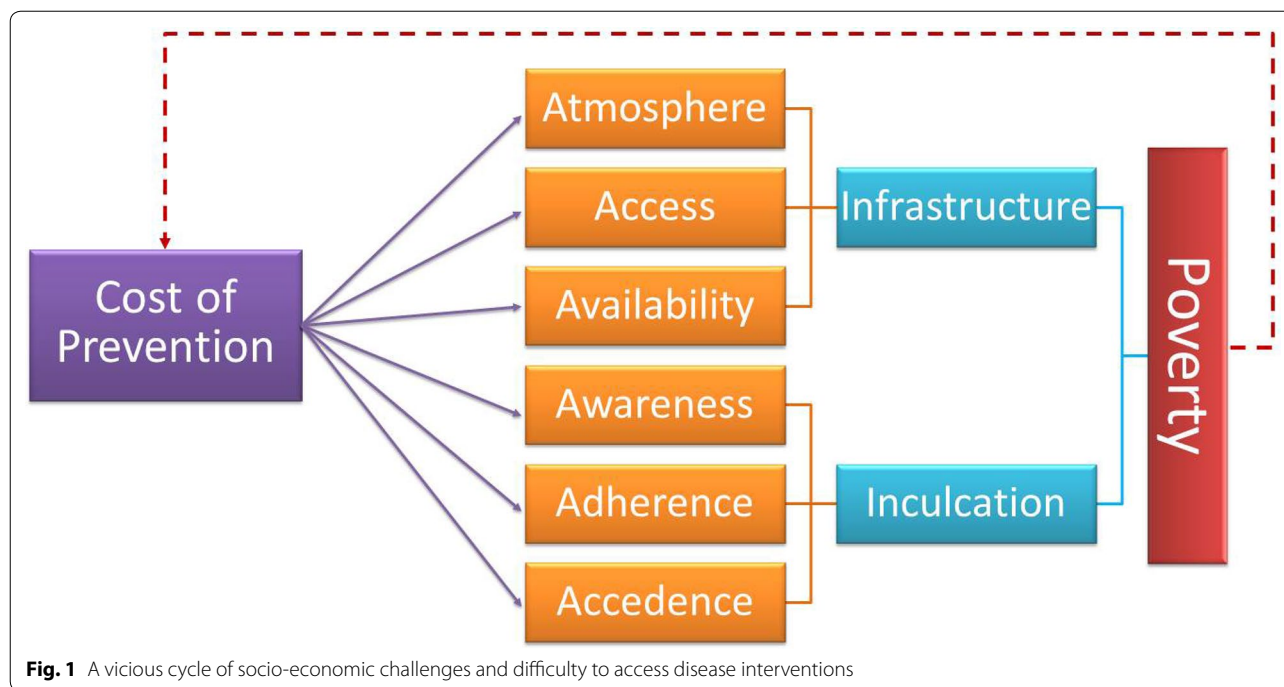 Cost of
Prevention
Atmosphere
Access
Availability
Awareness
Adherence
Accedence
Infrastructure
Inculcation
Poverty
Fig. 1 A vicious cycle of socio-economic challenges and difficulty to access disease interventions